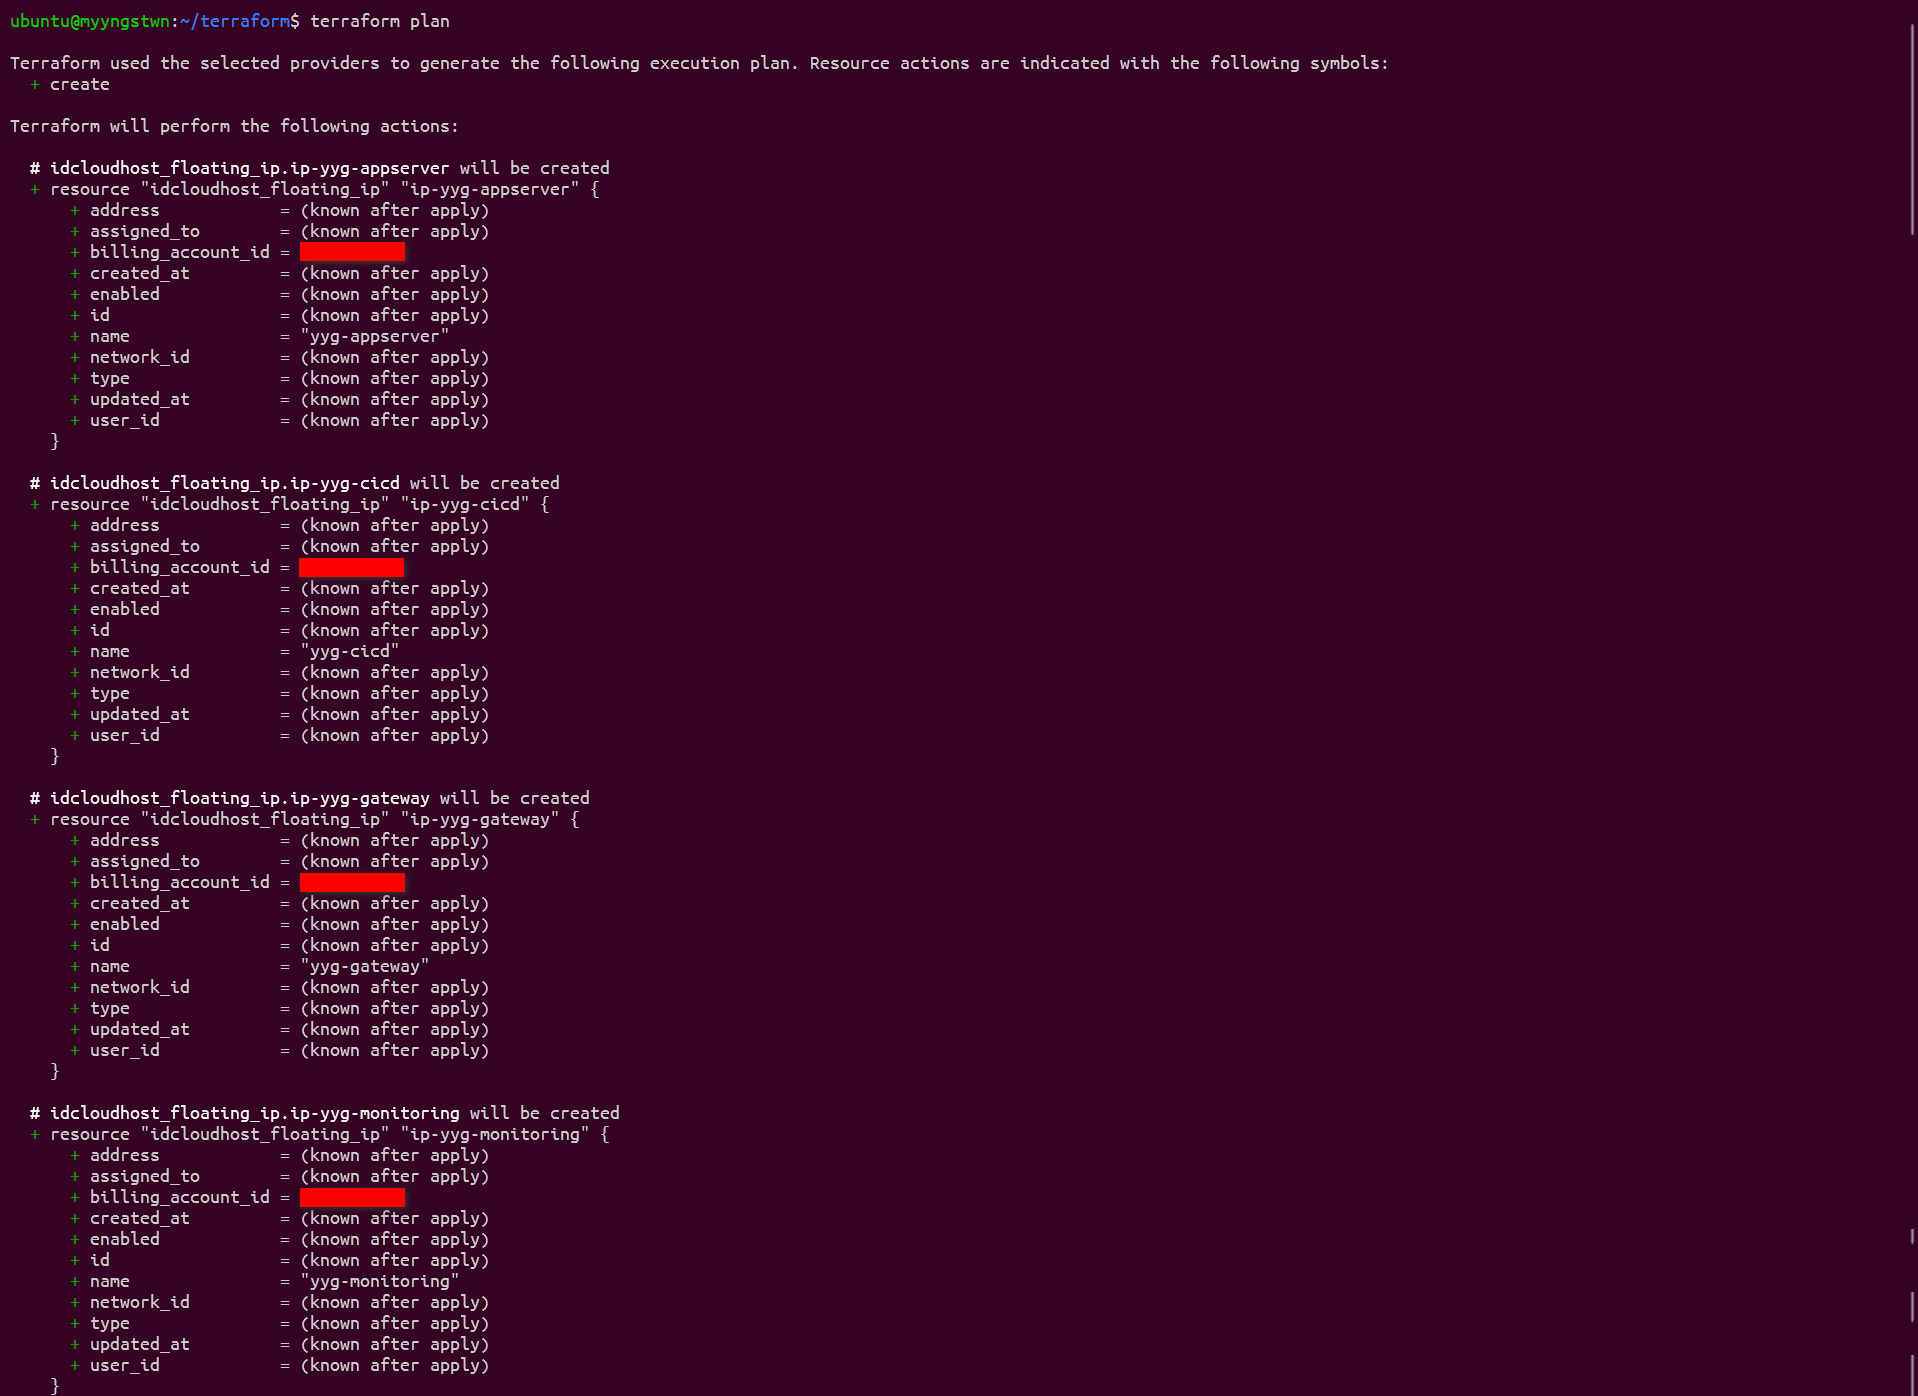 ubuntu@myyngstwn:~/terraform$ terraform plan
Terraform used the selected providers to generate the following execution plan. Resource actions are indicated with the following symbols:
  + create
Terraform will perform the following actions:
  # idcloudhost_floating_ip.ip-yyg-appserver will be created
  + resource "idcloudhost_floating_ip" "ip-yyg-appserver" {
      + address            = (known after apply)
      + assigned_to        = (known after apply)
      + billing_account_id =
      + created_at         = (known after apply)
      + enabled            = (known after apply)
      + id                 = (known after apply)
      + name               = "yyg-appserver"
      + network_id         = (known after apply)
      + type               = (known after apply)
      + updated_at         = (known after apply)
      + user_id            = (known after apply)
    }
  # idcloudhost_floating_ip.ip-yyg-cicd will be created
  + resource "idcloudhost_floating_ip" "ip-yyg-cicd" {
      + address            = (known after apply)
      + assigned_to        = (known after apply)
      + billing_account_id =
      + created_at         = (known after apply)
      + enabled            = (known after apply)
      + id                 = (known after apply)
      + name               = "yyg-cicd"
      + network_id         = (known after apply)
      + type               = (known after apply)
      + updated_at         = (known after apply)
      + user_id            = (known after apply)
    }
  # idcloudhost_floating_ip.ip-yyg-gateway will be created
  + resource "idcloudhost_floating_ip" "ip-yyg-gateway" {
      + address            = (known after apply)
      + assigned_to        = (known after apply)
      + billing_account_id =
      + created_at         = (known after apply)
      + enabled            = (known after apply)
      + id                 = (known after apply)
      + name               = "yyg-gateway"
      + network_id         = (known after apply)
      + type               = (known after apply)
      + updated_at         = (known after apply)
      + user_id            = (known after apply)
    }
  # idcloudhost_floating_ip.ip-yyg-monitoring will be created
  + resource "idcloudhost_floating_ip" "ip-yyg-monitoring" {
      + address            = (known after apply)
      + assigned_to        = (known after apply)
      + billing_account_id =
      + created_at         = (known after apply)
      + enabled            = (known after apply)
      + id                 = (known after apply)
      + name               = "yyg-monitoring"
      + network_id         = (known after apply)
      + type               = (known after apply)
      + updated_at         = (known after apply)
      + user_id            = (known after apply)
    }